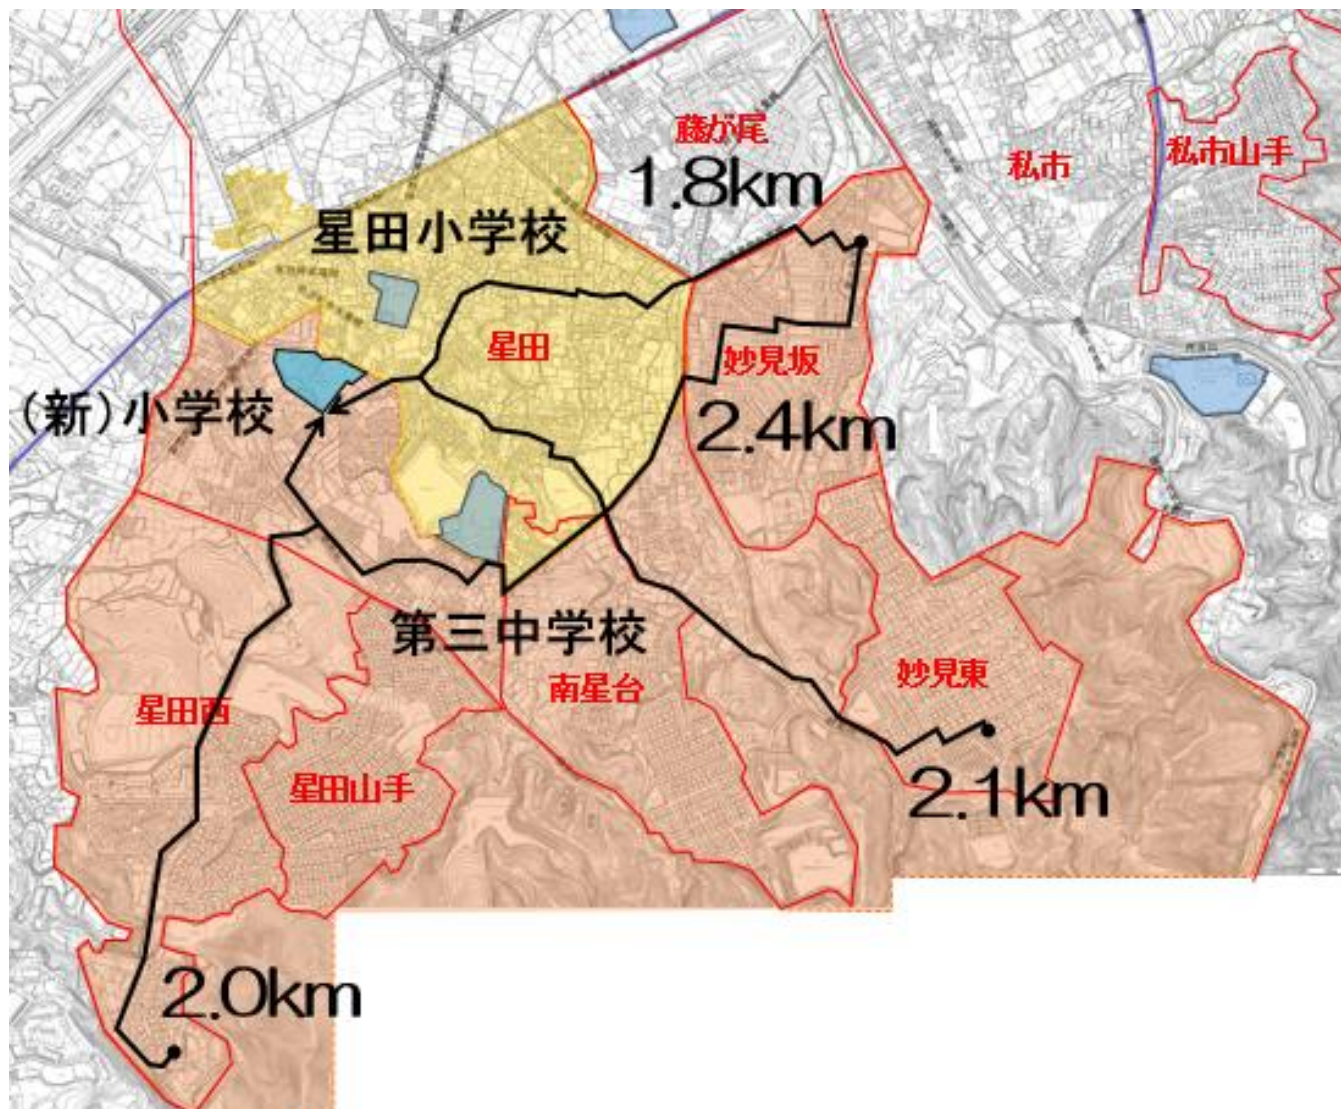 藤が尾
1.8km
私市
私市山手
星田小学校
星田
妙見坂
(新)小学校
2.4km
第三中学校
南星台
妙見東
星田西
星田山手
2.1km
2.0km